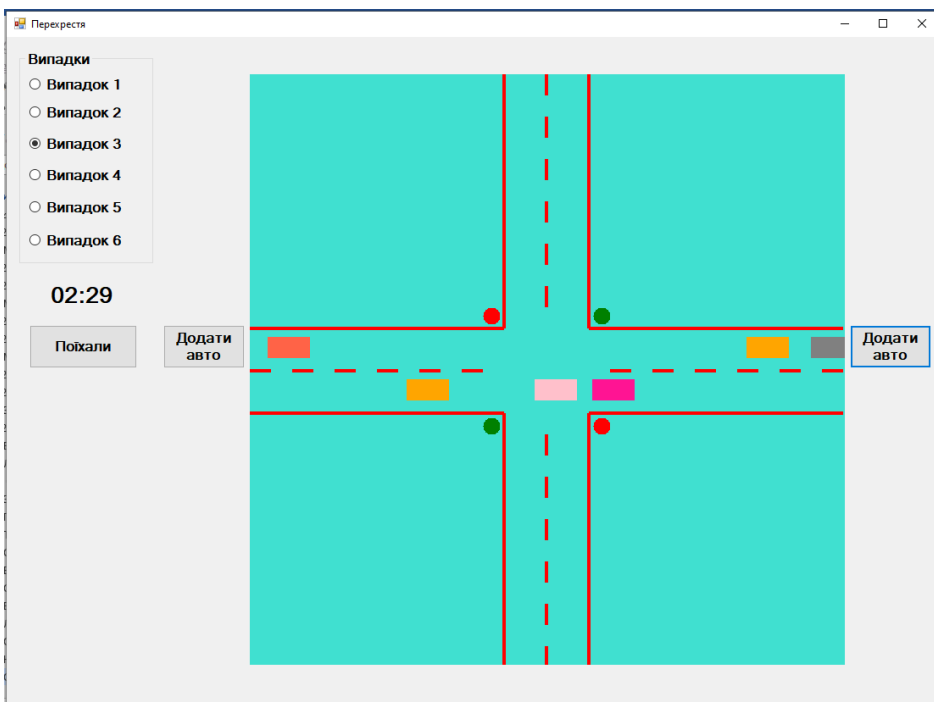 Перехрестя
Випадки
Випадок 1
Випадок 2
Випадок 3
Випадок 4
Випадок 5
Випадок 6
02:29
Поїхали
Додати
авто
Додати
авто